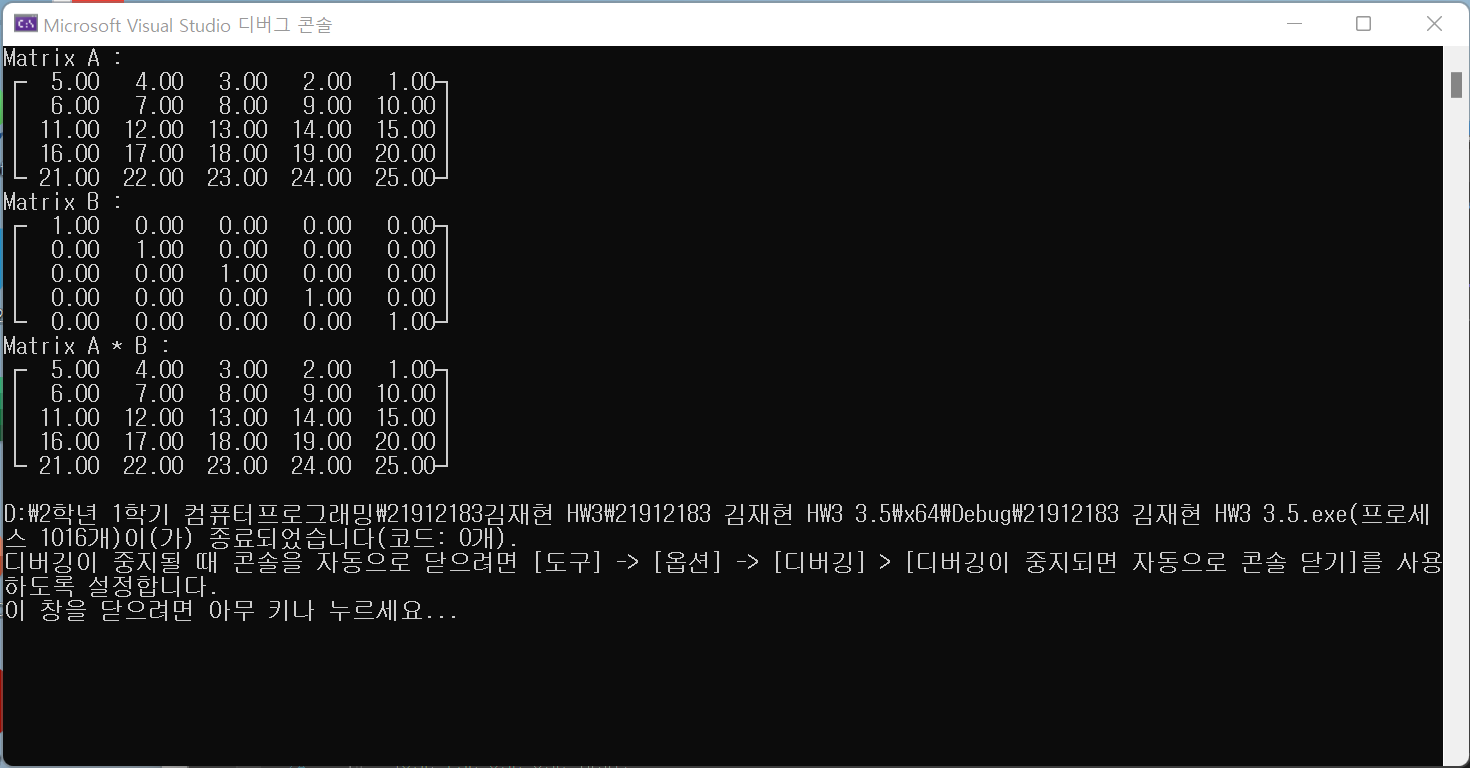 Microsoft Visual Studio 디버그 콘솔
Matrix A :
5.00 4.00 3.00 2.00 1.00
6.00 7.00 8.00 9.00 10.00
11.00 12.00 13.00 14.00 15.00
16.00 17.00 18.00 19.00 20.00
21.00 22.00 23.00 24.00 25.00
Matrix B :
1.00 0.00 0.00 0.00 0.00
0.00 1.00 0.00 0.00 0.00
0.00 0.00 1.00 0.00 0.00
0.00 0.00 0.00 1.00 0.00
0.00 0.00 0.00 0.00 1.00
Matrix A * B :
5.00 4.00 3.00 2.00 1.00
6.00 7.00 8.00 9.00 10.00
11.00 12.00 13.00 14.00 15.00
16.00 17.00 18.00 19.00 20.00
21.00 22.00 23.00 24.00 25.00
D:₩2학년 1학기 컴퓨터프로그래밍₩21912183김재현 HW3₩21912183 김재현 HW3 3.5₩x64₩Debug₩21912183 김재현 HW3 3.5.exe(프로세
스 1016개)이(가) 종료되었습니다(코드: 0개).
디버깅이 중지될 때 콘솔을 자동으로 닫으려면 [도구] -> [옵션] -> [디버깅] > [디버깅이 중지되면 자동으로 콘솔 닫기]를 사용
하도록 설정합니다.
이 창을 닫으려면 아무 키나 누르세요...